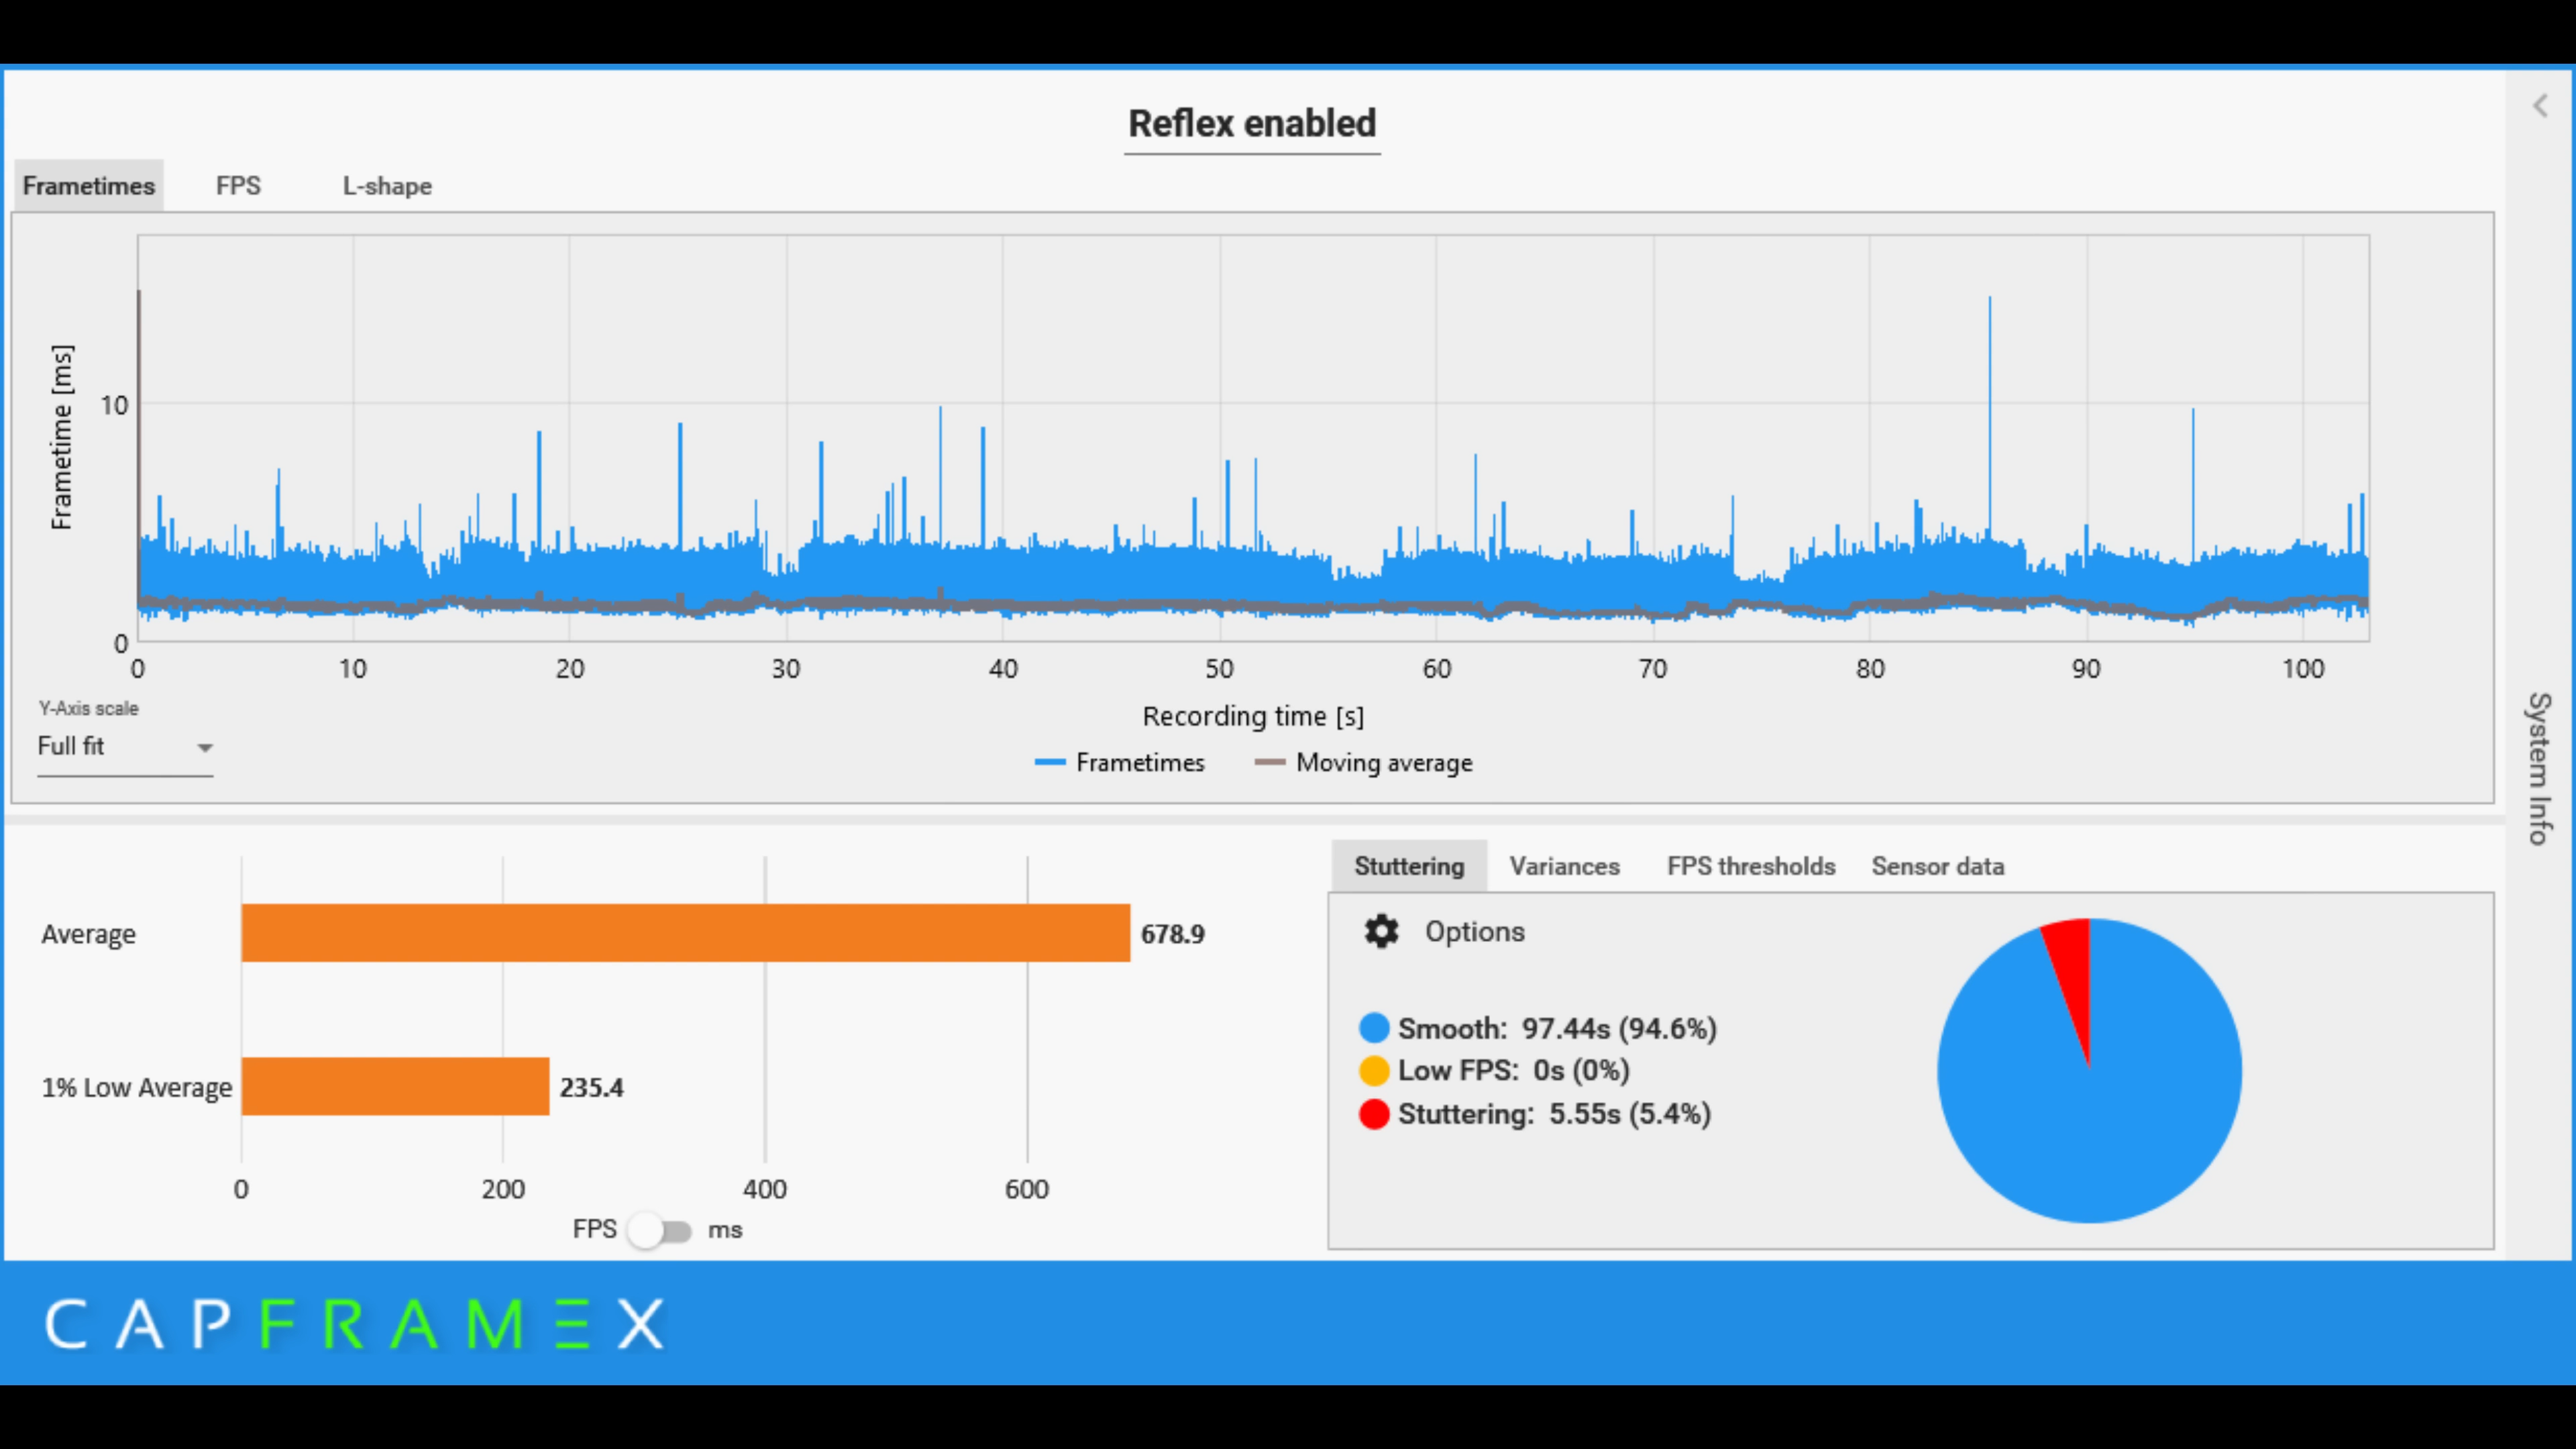 Reflex enabled
Frametimes FPS L-shape
Frametime [ms]
10
0
0 10 20 30 40 50 60 70 80 90 100
Recording time [s]
Y-Axis scale
Full fit
Frametimes Moving average
System Info
Average 678.9
1% Low Average 235.4
0 200 400 600
FPS ms
Stuttering Variances FPS thresholds Sensor data
Options
Smooth: 97.44s (94.6%)
Low FPS: 0s (0%)
Stuttering: 5.55s (5.4%)
CAPFRAMEX